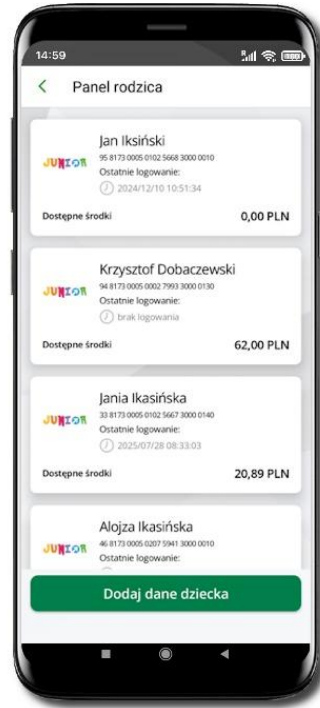 14:59
Panel rodzica
Jan Iksiński
95 8173 0005 0102 5668 3000 0010
JUNIOR
Ostatnie logowanie:
2024/12/10 10:51:34
Dostępne środki 0,00 PLN
Krzysztof Dobaczewski
94 8173 0005 0002 7993 3000 0130
JUNIOR
Ostatnie logowanie:
brak logowania
Dostępne środki 62,00 PLN
Jania Ikasińska
33 8173 0005 0102 5667 3000 0140
JUNIOR
Ostatnie logowanie:
2025/07/28 08:33:03
Dostępne środki 20,89 PLN
Alojza Ikasińska
46 8173 0005 0207 5941 3000 0010
JUNIOR
Ostatnie logowanie:
Dodaj dane dziecka